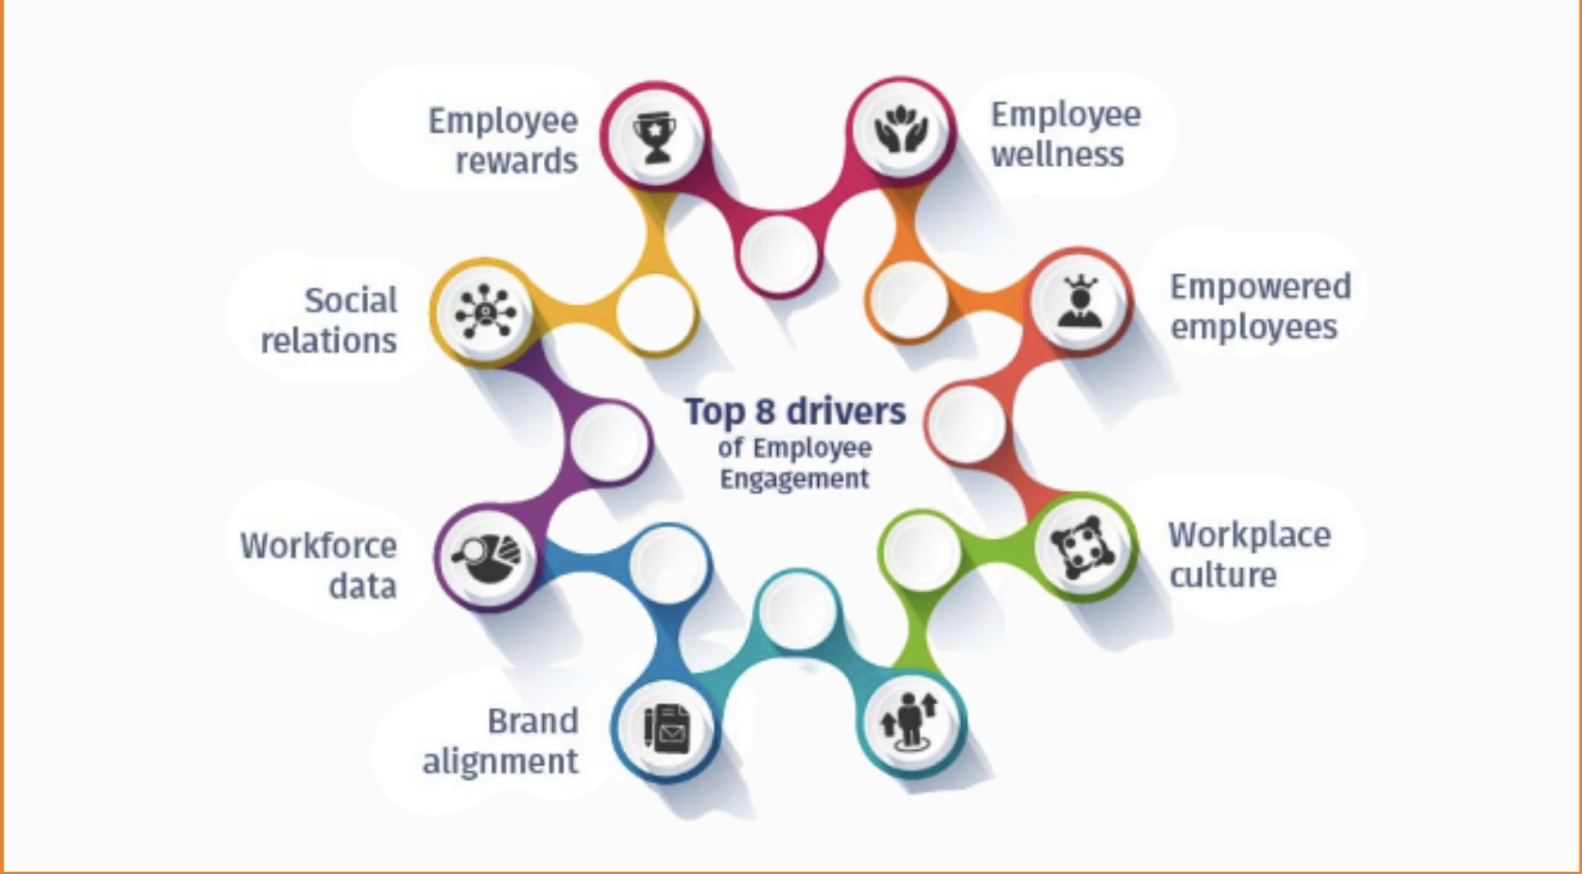 Employee
rewards
Employee
wellness
Social
relations
Empowered
employees
Top 8 drivers
of Employee
Engagement
Workforce
data
Workplace
culture
Brand
alignment